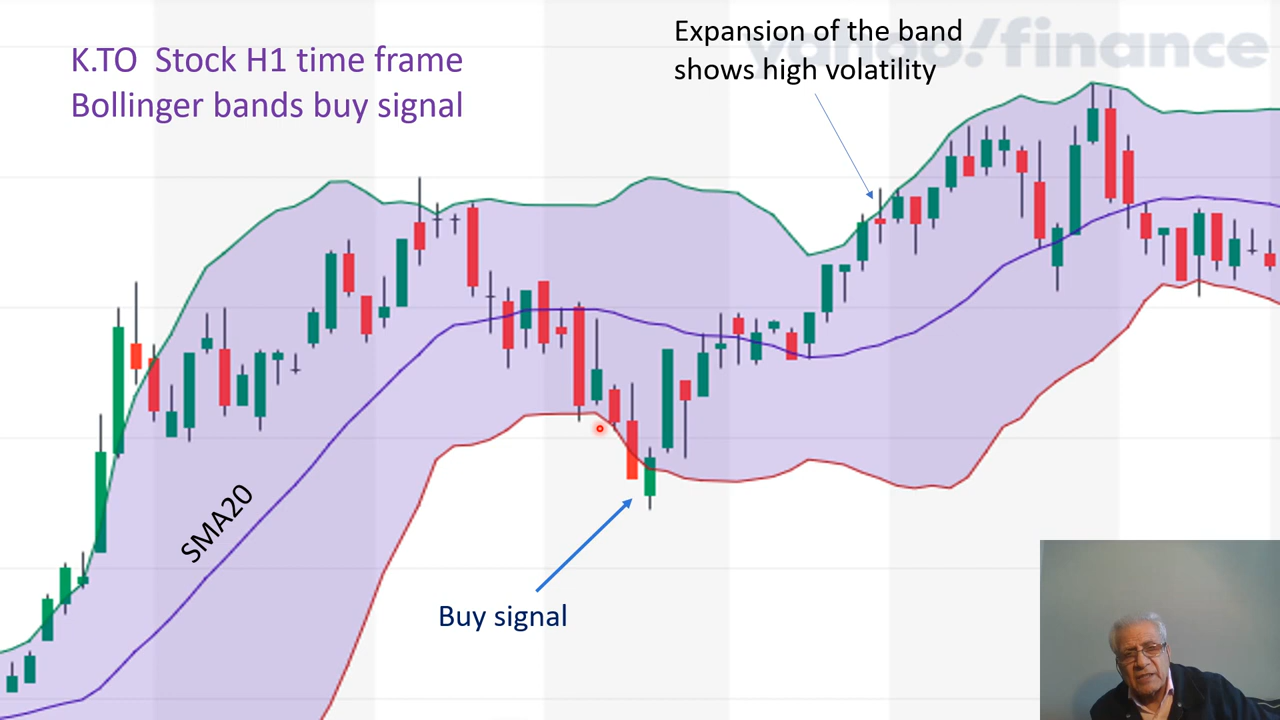 yahoo!finance
K.TO Stock H1 time frame
Bollinger bands buy signal
Expansion of the band
shows high volatility
SMA20
Buy signal